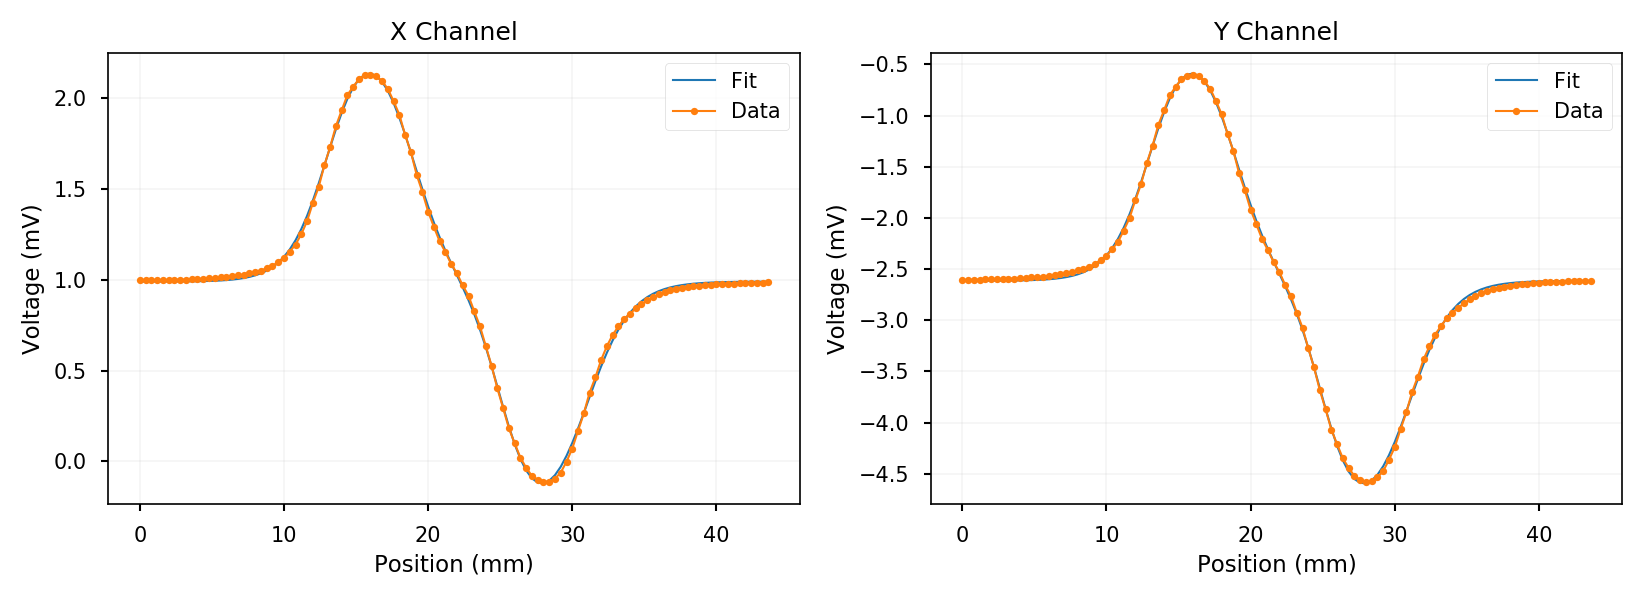 X Channel
Voltage (mV)
2.0
1.5
1.0
0.5
0.0
0
10
20
30
40
Position (mm)
Fit
Data
Y Channel
Voltage (mV)
−0.5
−1.0
−1.5
−2.0
−2.5
−3.0
−3.5
−4.0
−4.5
0
10
20
30
40
Position (mm)
Fit
Data